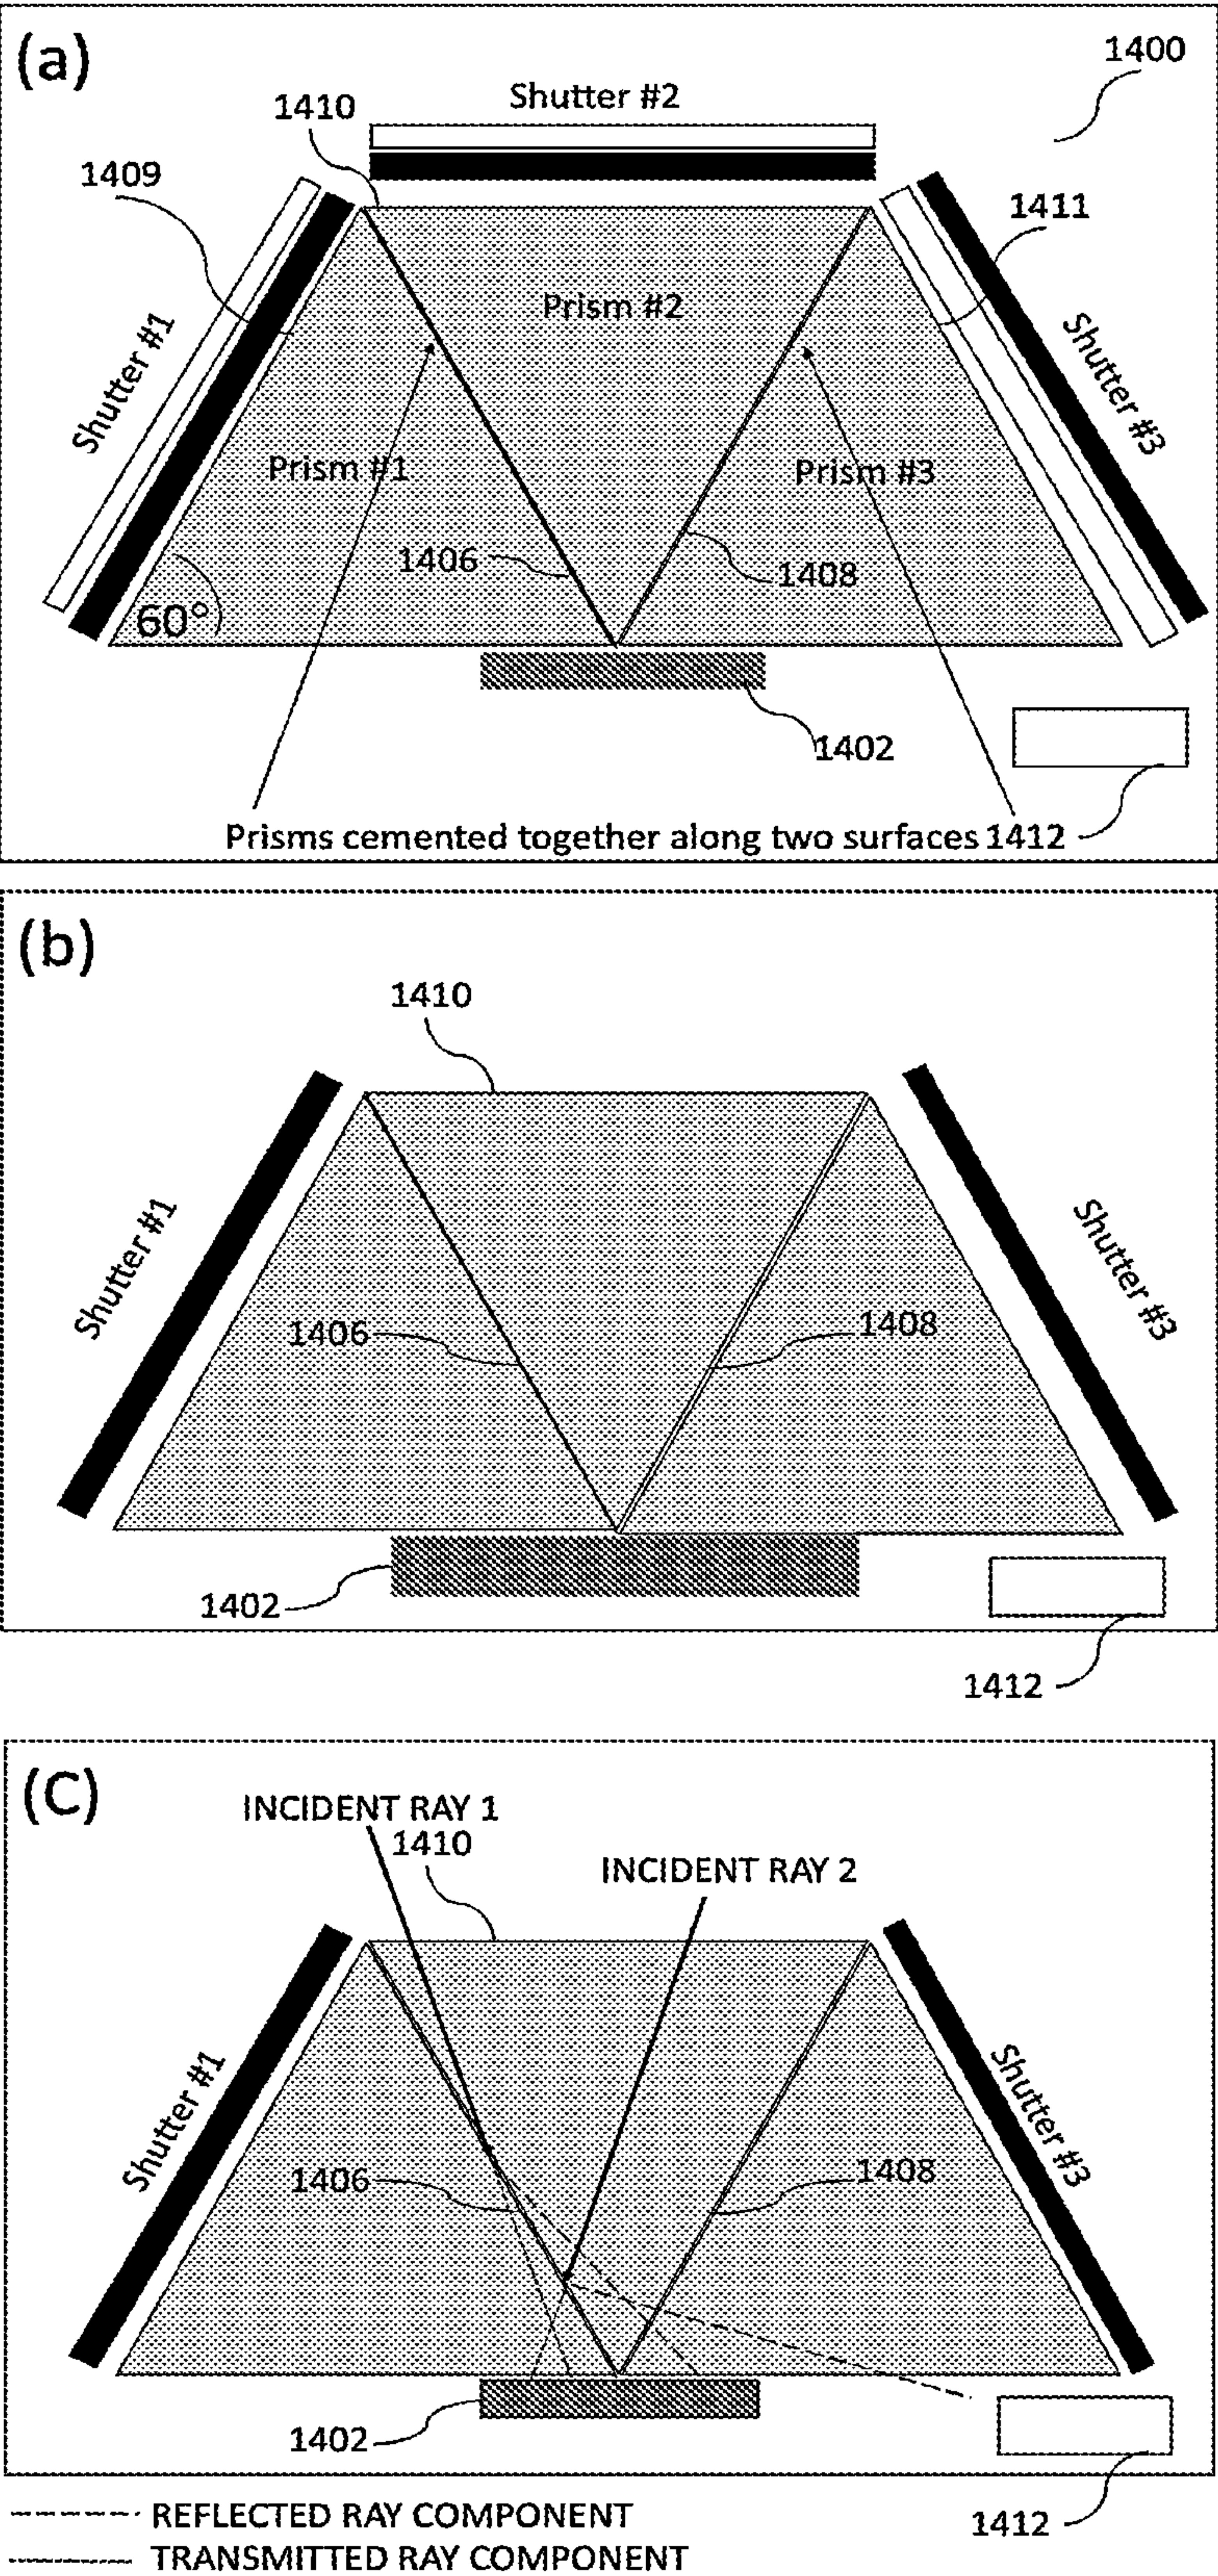 (a)
1400
Shutter #2
1410
1409
1411
Prism #2
Shutter #1
Shutter #3
Prism #1
Prism #3
1406
1408
60°
1402
Prisms cemented together along two surfaces 1412
(b)
1410
Shutter #1
Shutter #3
1406
1408
1402
1412
(C)
INCIDENT RAY 1
1410
INCIDENT RAY 2
Shutter #1
Shutter #3
1406
1408
1402
1412
REFLECTED RAY COMPONENT
TRANSMITTED RAY COMPONENT